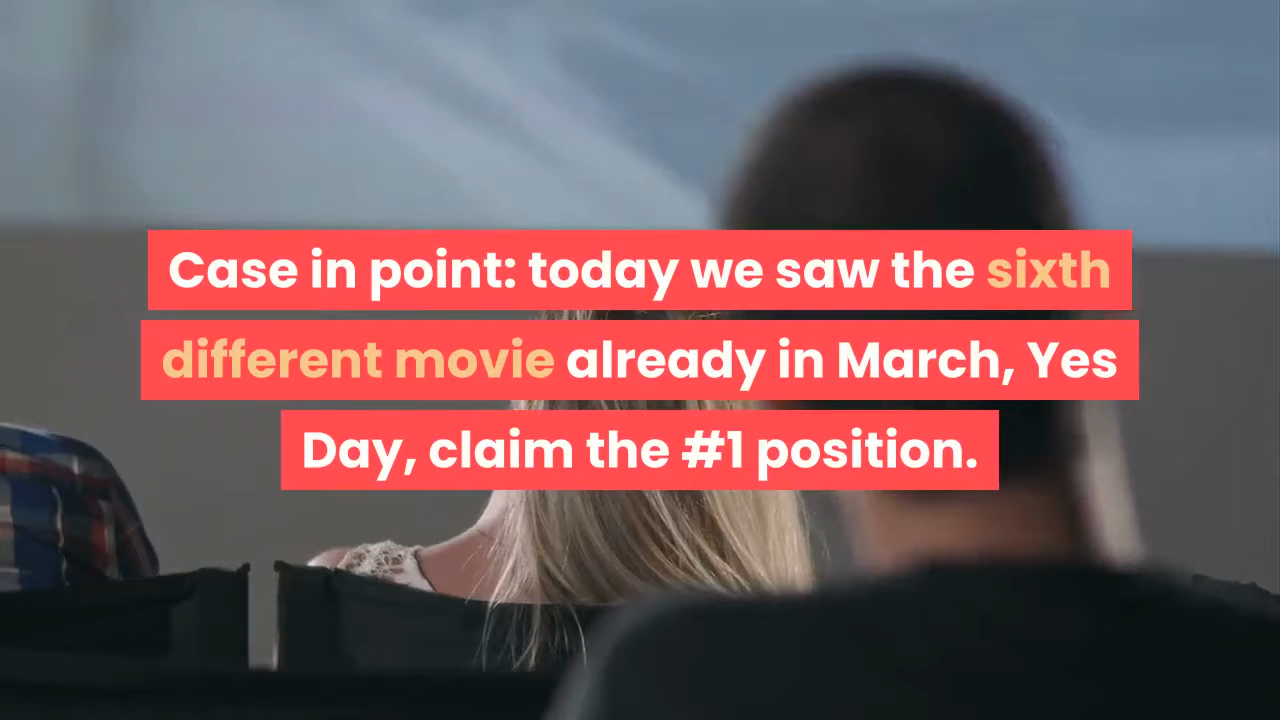 Case in point: today we saw the sixth
different movie already in March, Yes
Day, claim the #1 position.